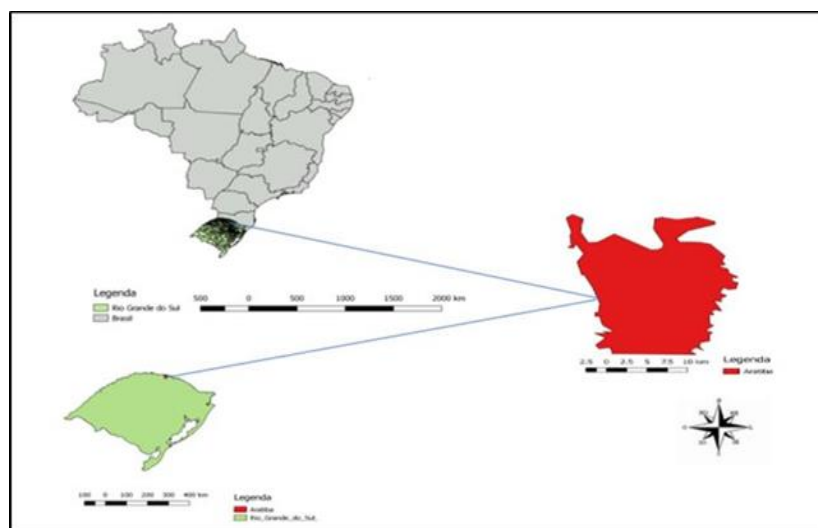 Legenda
Rio Grande do Sul
Brasil
500 0 500 1000 1500 2000 km
2.5 0 2.5 5 7.5 10 km
Legenda
Aratiba
100 0 100 200 300 400 km
Legenda
Aratiba
Rio_Grande_do_Sul